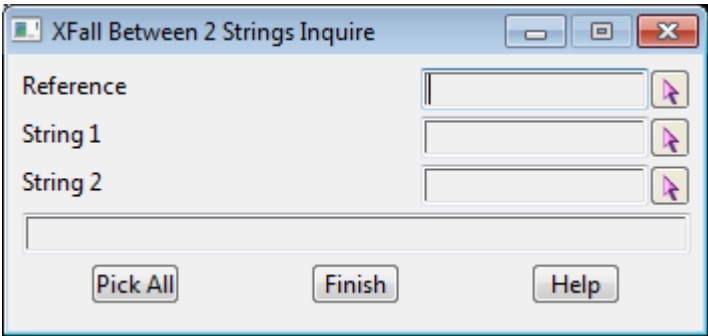 XFall Between 2 Strings Inquire
Reference
String 1
String 2
Pick All Finish Help